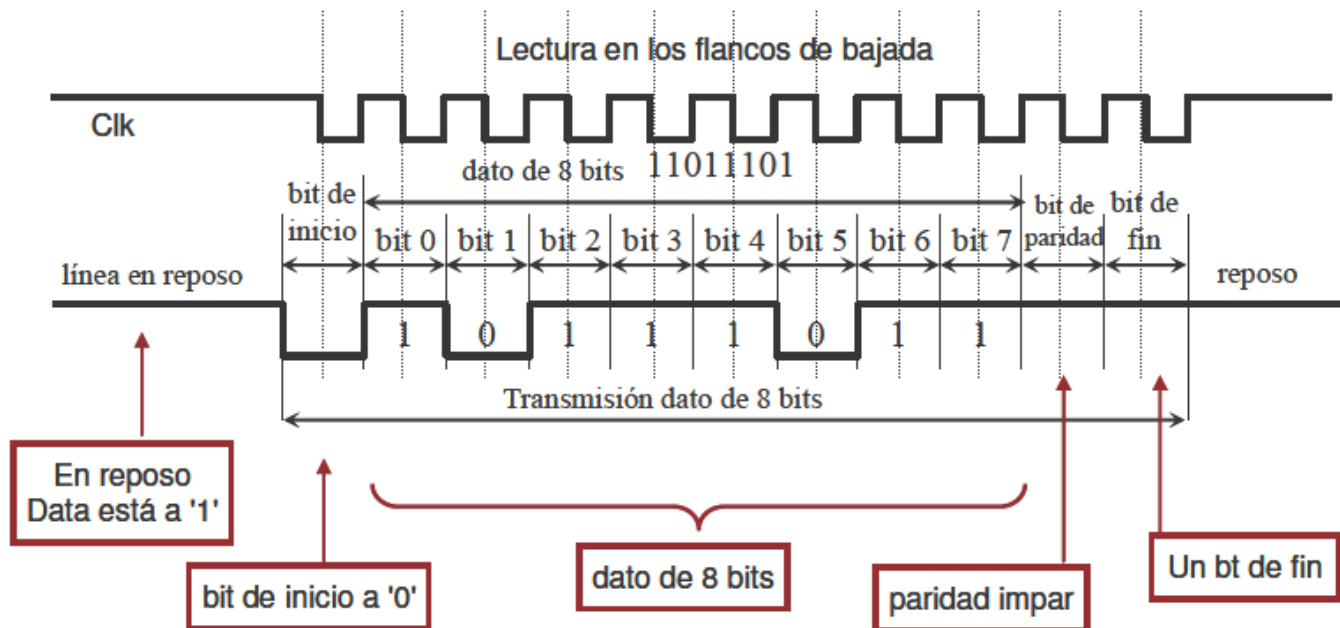 Lectura en los flancos de bajada
Clk
dato de 8 bits 11011101
bit de
inicio
bit 0
bit 1
bit 2
bit 3
bit 4
bit 5
bit 6
bit 7
bit de
paridad
bit de
fin
línea en reposo
reposo
1 0 1 1 1 0 1 1
Transmisión dato de 8 bits
En reposo
Data está a '1'
bit de inicio a '0'
dato de 8 bits
paridad impar
Un bt de fin